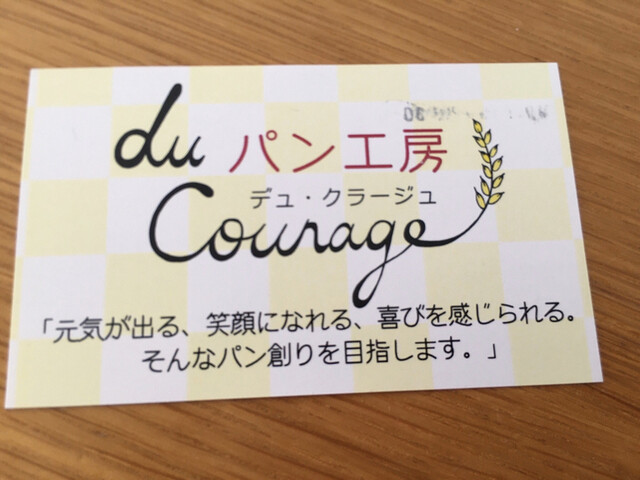 du パン工房
デュ・クラージュ
Courage
「元気が出る、笑顔になれる、喜びを感じられる。
そんなパン創りを目指します。」